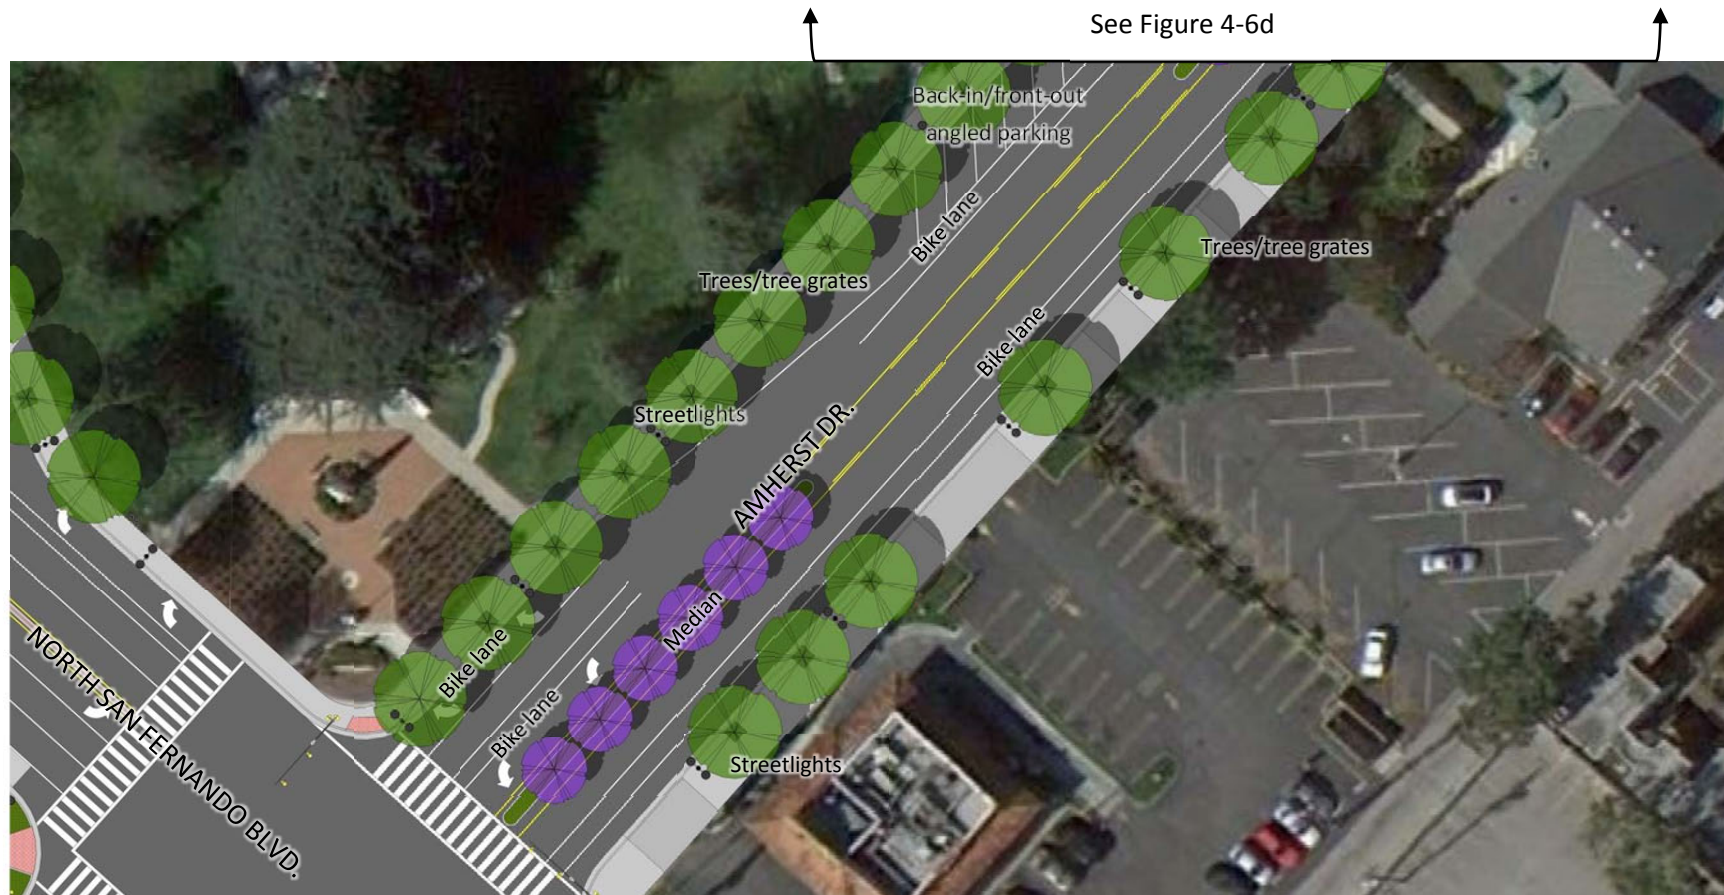 See Figure 4-6d
Back-in/front-out
angled parking
Bike lane
Trees/tree grates
Trees/tree grates
Bike lane
Streetlights
AMHERST DR.
Median
Bike lane
Bike lane
NORTH SAN FERNANDO BLVD.
Streetlights